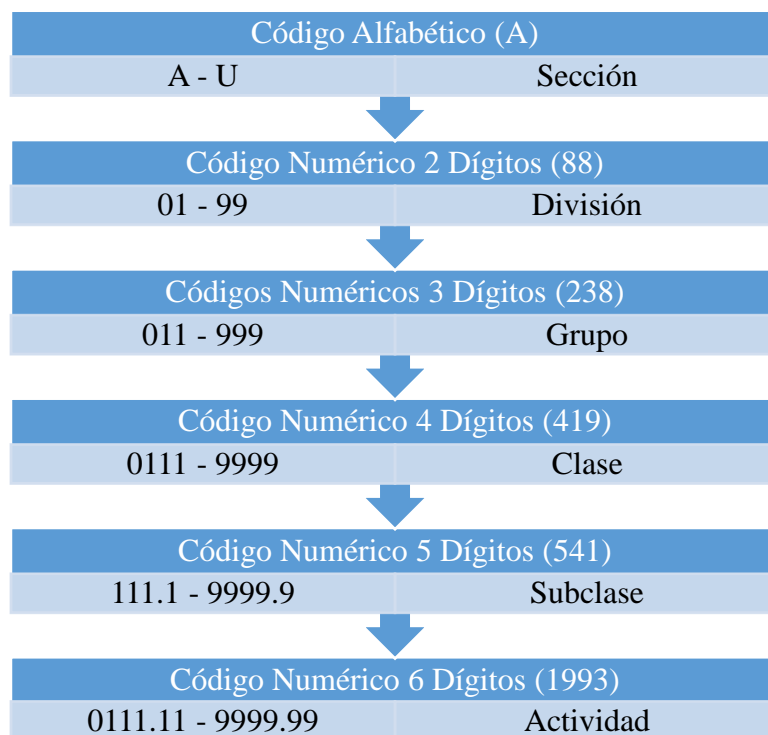 Código Alfabético (A)
A - U Sección
Código Numérico 2 Dígitos (88)
01 - 99 División
Códigos Numéricos 3 Dígitos (238)
011 - 999 Grupo
Código Numérico 4 Dígitos (419)
0111 - 9999 Clase
Código Numérico 5 Dígitos (541)
111.1 - 9999.9 Subclase
Código Numérico 6 Dígitos (1993)
0111.11 - 9999.99 Actividad